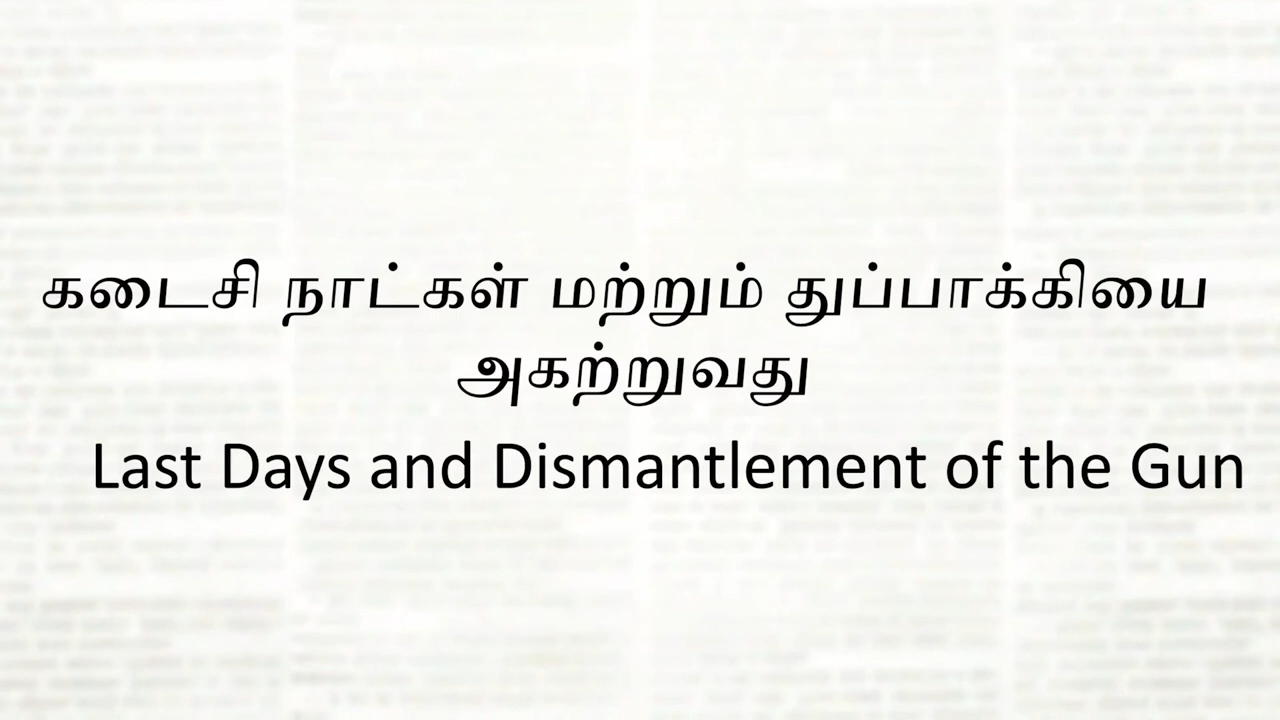 கடைசி நாட்கள் மற்றும் துப்பாக்கியை
அகற்றுவது
Last Days and Dismantlement of the Gun